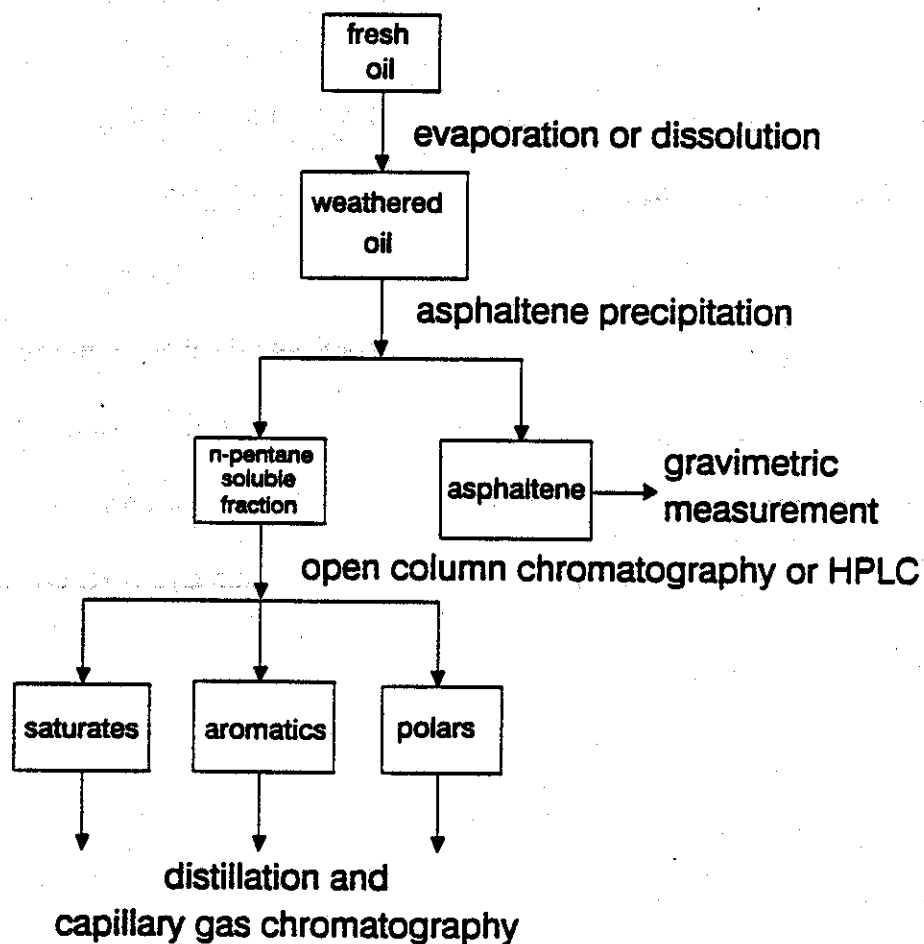 fresh
oil
evaporation or dissolution
weathered
oil
asphaltene precipitation
n-pentane
soluble
fraction
asphaltene
gravimetric
measurement
open column chromatography or HPLC
saturates
aromatics
polars
distillation and
capillary gas chromatography